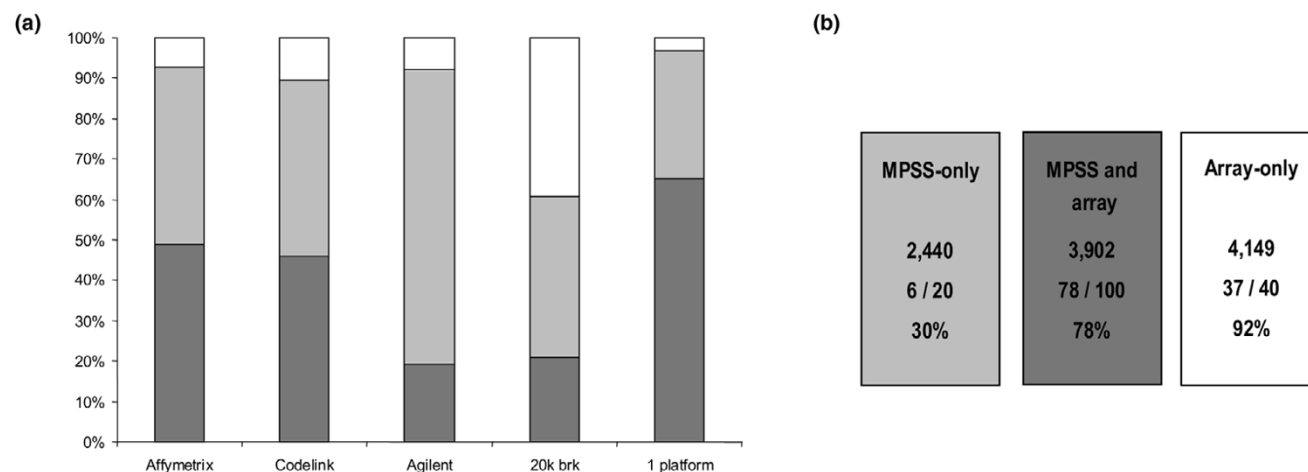 (a)
100%
90%
80%
70%
60%
50%
40%
30%
20%
10%
0%
Affymetrix
Codelink
Agilent
20k brk
1 platform
(b)
MPSS-only
2,440
6 / 20
30%
MPSS and
array
3,902
78 / 100
78%
Array-only
4,149
37 / 40
92%